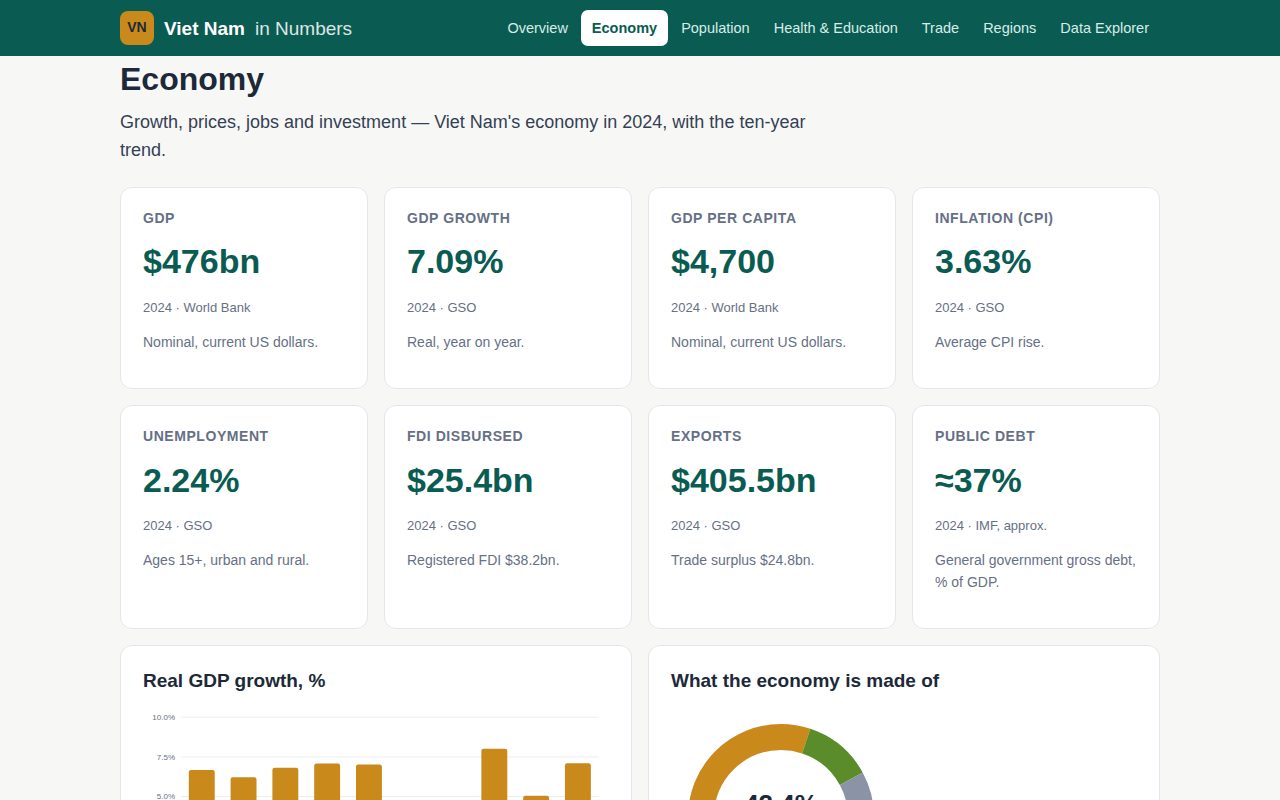 VN Viet Nam in Numbers Overview Economy Population Health & Education Trade Regions Data Explorer
Economy
Growth, prices, jobs and investment — Viet Nam's economy in 2024, with the ten-year
trend.
GDP
$476bn
2024 · World Bank
Nominal, current US dollars.
GDP GROWTH
7.09%
2024 · GSO
Real, year on year.
GDP PER CAPITA
$4,700
2024 · World Bank
Nominal, current US dollars.
INFLATION (CPI)
3.63%
2024 · GSO
Average CPI rise.
UNEMPLOYMENT
2.24%
2024 · GSO
Ages 15+, urban and rural.
FDI DISBURSED
$25.4bn
2024 · GSO
Registered FDI $38.2bn.
EXPORTS
$405.5bn
2024 · GSO
Trade surplus $24.8bn.
PUBLIC DEBT
≈37%
2024 · IMF, approx.
General government gross debt,
% of GDP.
Real GDP growth, %
10.0%
7.5%
5.0%
What the economy is made of